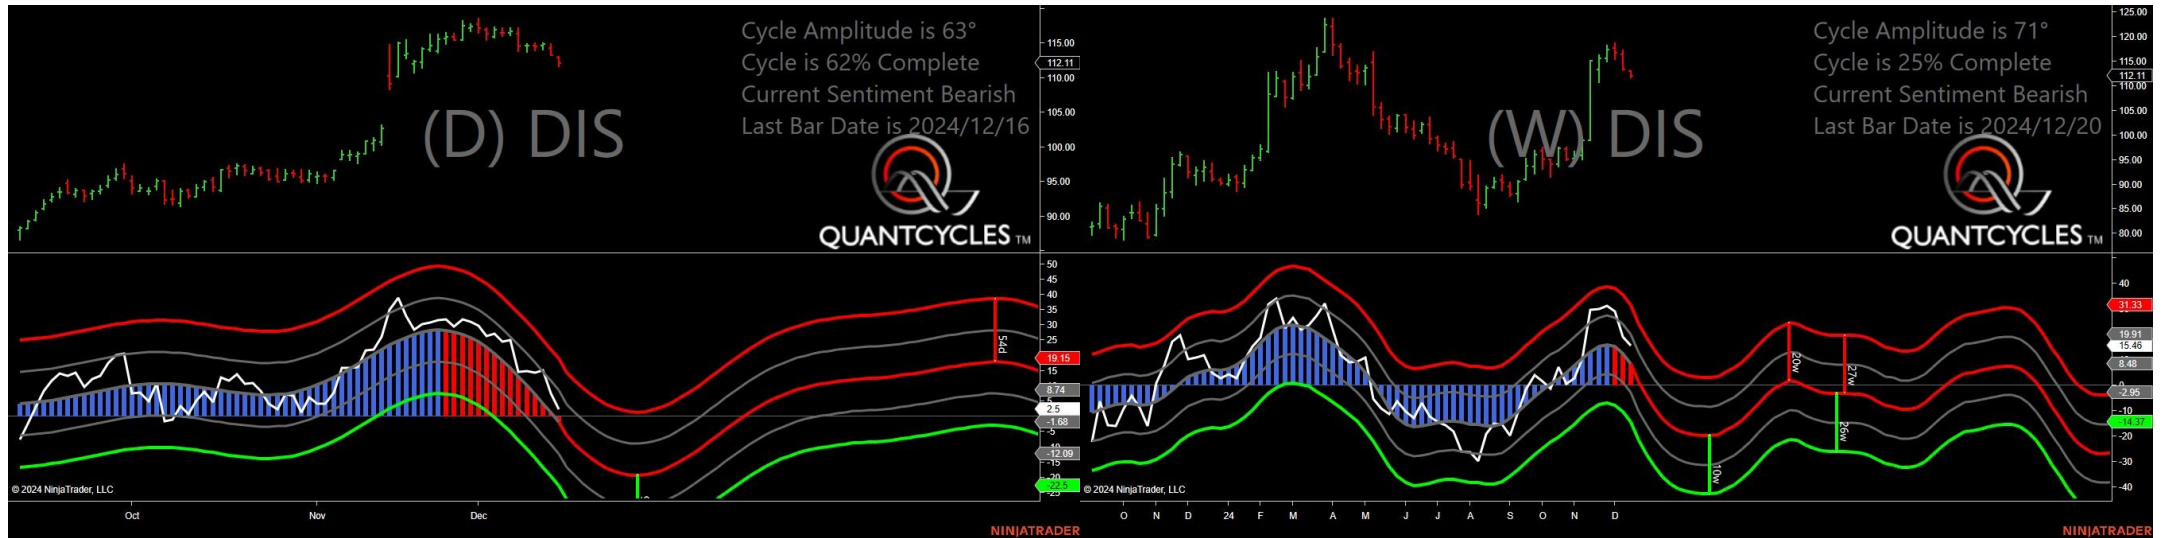 Cycle Amplitude is 63°
Cycle is 62% Complete
Current Sentiment Bearish
Last Bar Date is 2024/12/16
(D) DIS
QUANTCYCLES TM
115.00
112.11
110.00
105.00
100.00
95.00
90.00
50
45
40
35
30
25
54d
19.15
15
8.74
5
2.5
-1.68
-5
-12.09
-15
-22.5
-25
© 2024 NinjaTrader, LLC
Oct Nov Dec
NINJATRADER
Cycle Amplitude is 71°
Cycle is 25% Complete
Current Sentiment Bearish
Last Bar Date is 2024/12/20
(W) DIS
QUANTCYCLES TM
125.00
120.00
115.00
112.11
110.00
105.00
100.00
95.00
90.00
85.00
80.00
40
31.33
19.91
15.46
8.48
0
-2.95
-10
-14.37
-20
-30
-40
20w
27w
26w
10w
© 2024 NinjaTrader, LLC
O N D 24 F M A M J J A S O N D
NINJATRADER